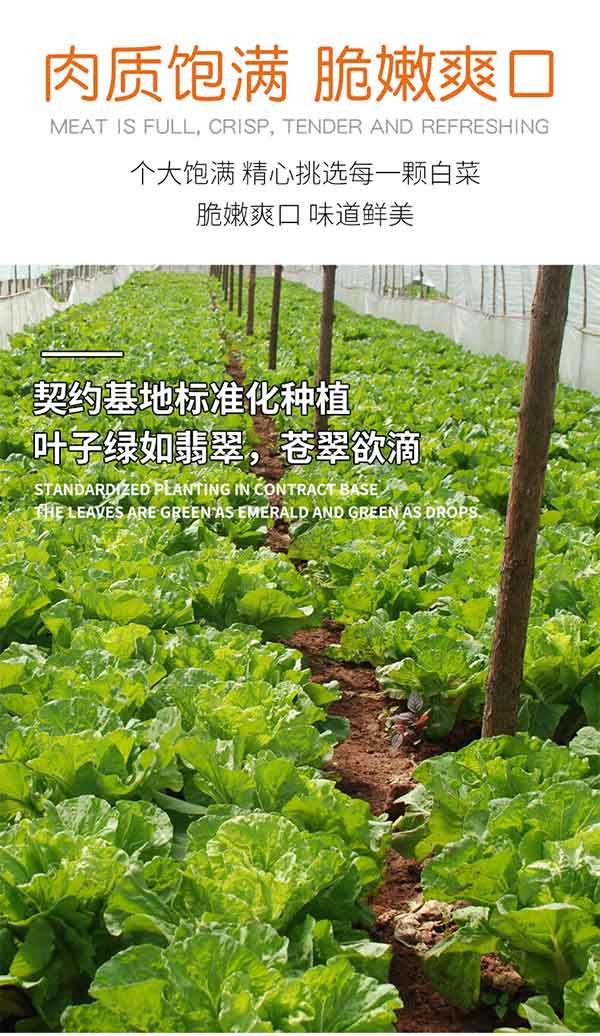 肉质饱满 脆嫩爽口
MEAT IS FULL, CRISP, TENDER AND REFRESHING
个大饱满 精心挑选每一颗白菜
脆嫩爽口 味道鲜美
契约基地标准化种植
叶子绿如翡翠，苍翠欲滴
STANDARDIZED PLANTING IN CONTRACT BASE
THE LEAVES ARE GREEN AS EMERALD AND GREEN AS DROPS.